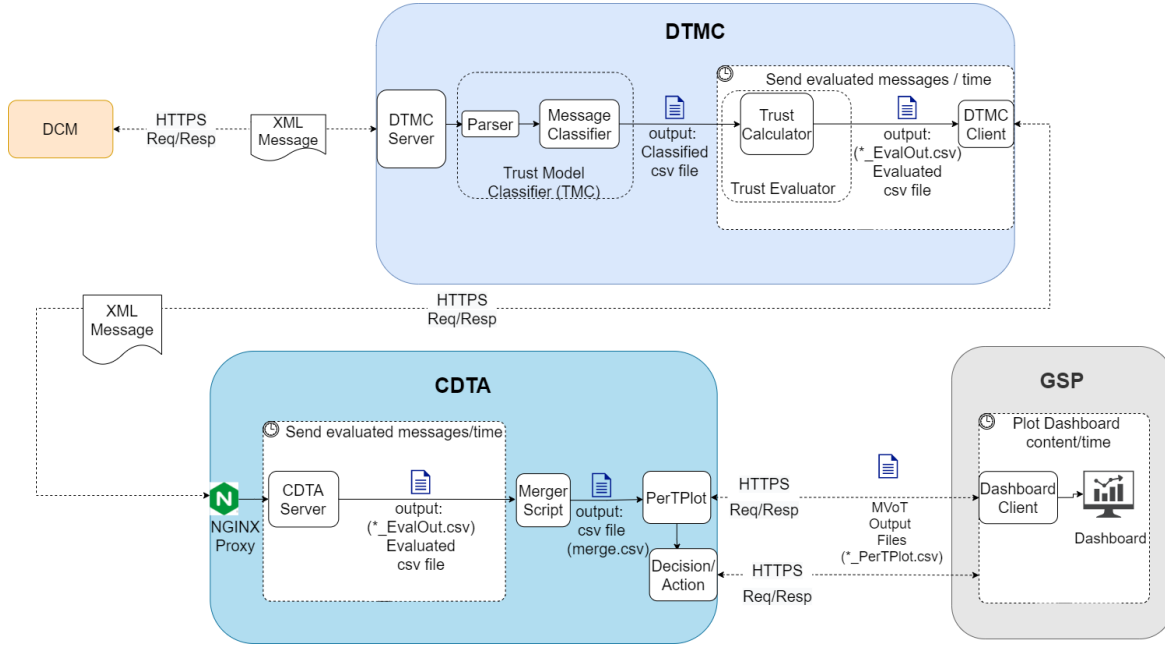 DTMC
DCM
HTTPS
Req/Resp
XML
Message
DTMC
Server
Parser
Message
Classifier
Trust Model
Classifier (TMC)
output:
Classified
csv file
Send evaluated messages / time
Trust
Calculator
Trust Evaluator
output:
(*_EvalOut.csv)
Evaluated
csv file
DTMC
Client
XML
Message
HTTPS
Req/Resp
CDTA
N
NGINX
Proxy
Send evaluated messages/time
CDTA
Server
output:
(*_EvalOut.csv)
Evaluated
csv file
Merger
Script
output:
csv file
(merge.csv)
PerTPlot
Decision/
Action
HTTPS
Req/Resp
MVoT
Output
Files
(*_PerTPlot.csv)
HTTPS
Req/Resp
GSP
Plot Dashboard
content/time
Dashboard
Client
Dashboard